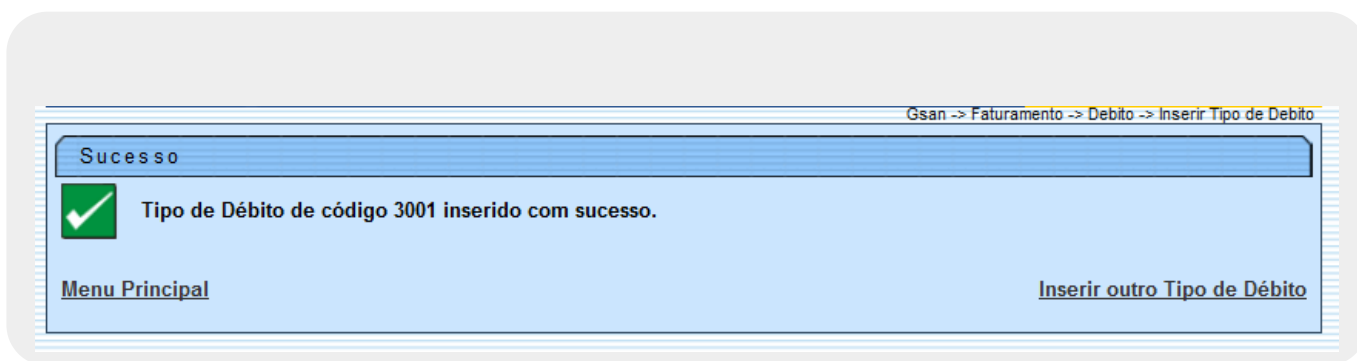 Gsan -> Faturamento -> Debito -> Inserir Tipo de Debito
Sucesso
Tipo de Débito de código 3001 inserido com sucesso.
Menu Principal
Inserir outro Tipo de Débito